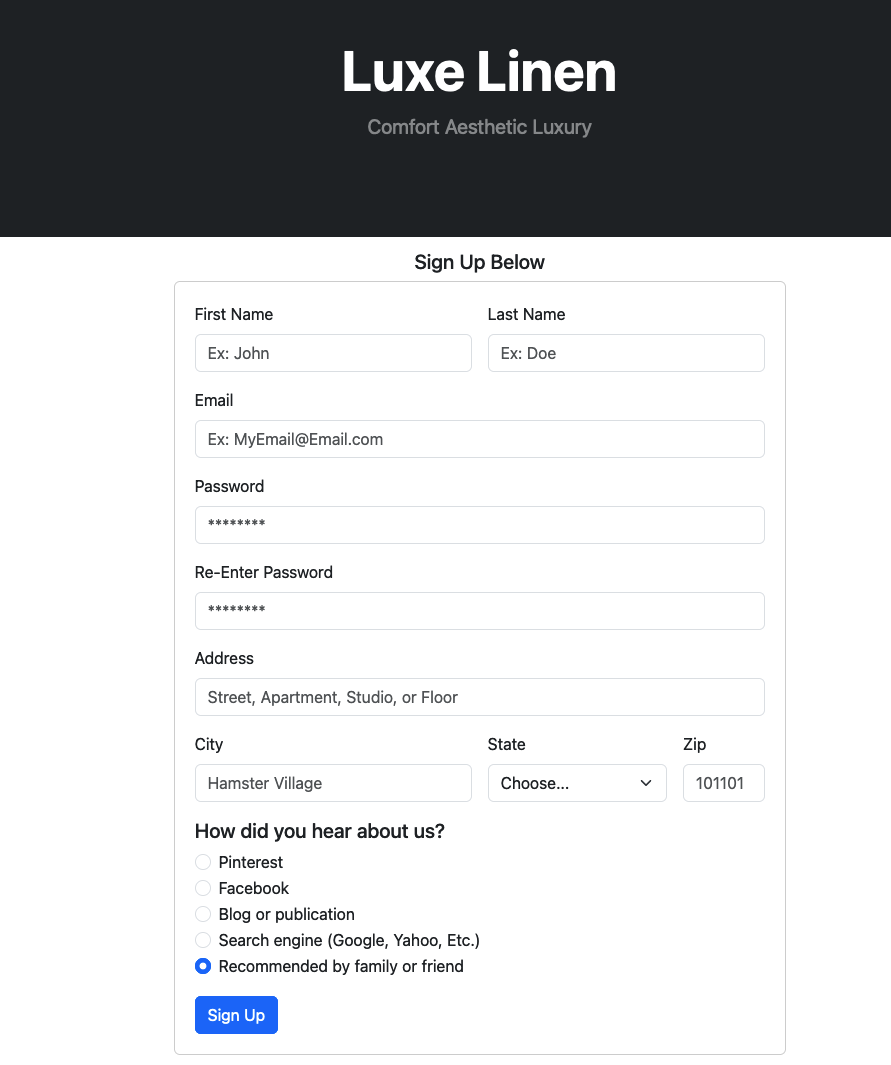 Luxe Linen
Comfort Aesthetic Luxury
Sign Up Below
First Name Last Name
Ex: John Ex: Doe
Email
Ex: MyEmail@Email.com
Password
********
Re-Enter Password
********
Address
Street, Apartment, Studio, or Floor
City State Zip
Hamster Village Choose... 101101
How did you hear about us?
Pinterest
Facebook
Blog or publication
Search engine (Google, Yahoo, Etc.)
Recommended by family or friend
Sign Up